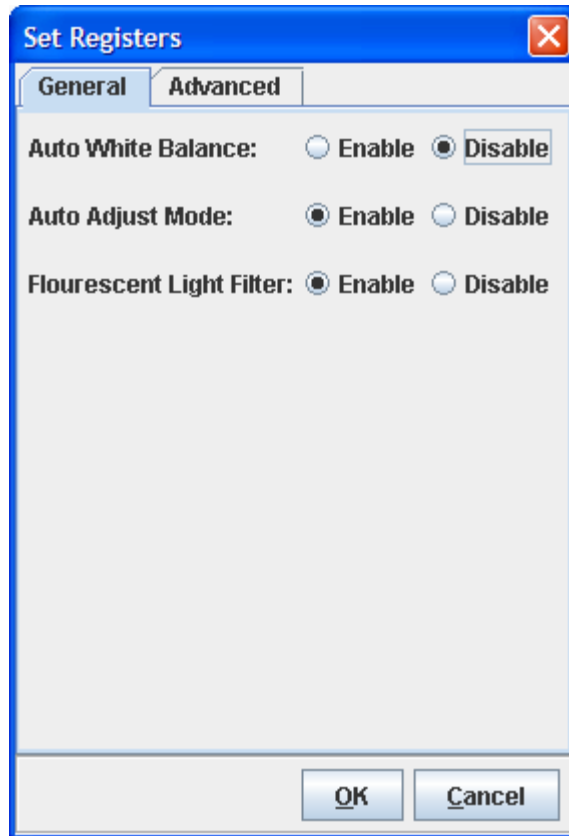 Set Registers
General Advanced
Auto White Balance: Enable Disable
Auto Adjust Mode: Enable Disable
Flourescent Light Filter: Enable Disable
OK Cancel